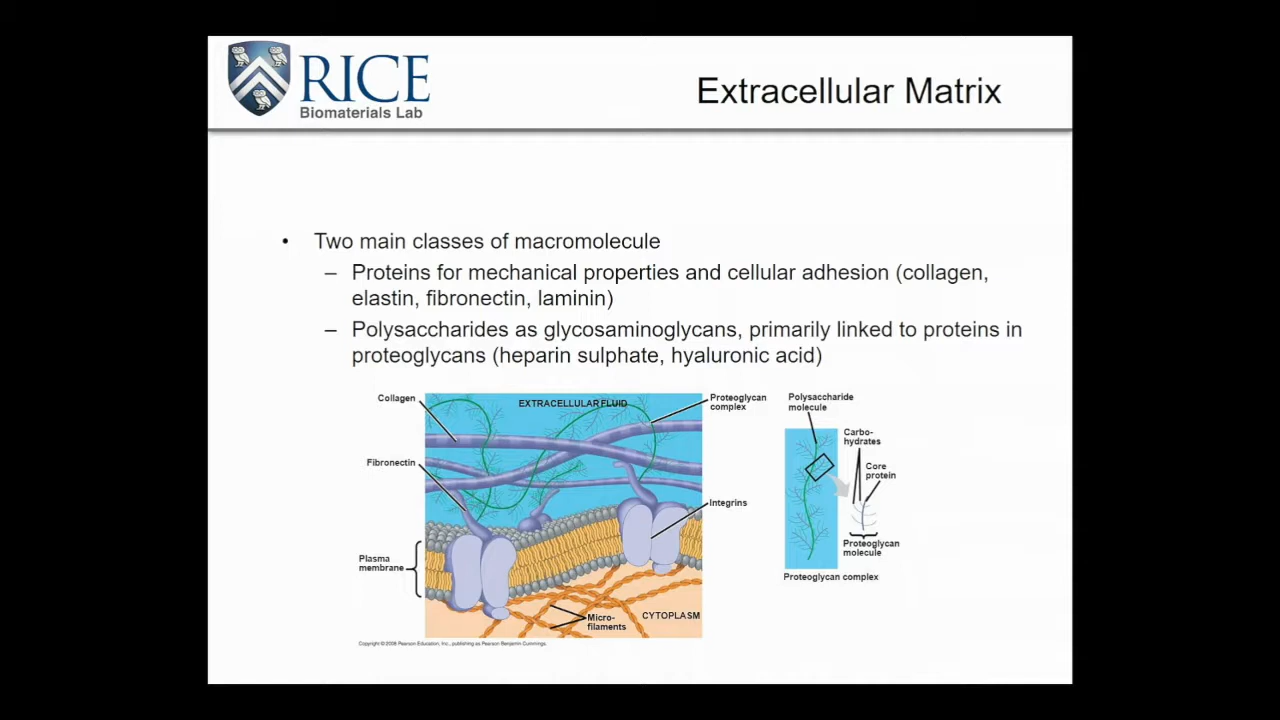 RICE
Biomaterials Lab
Extracellular Matrix
• Two main classes of macromolecule
– Proteins for mechanical properties and cellular adhesion (collagen,
elastin, fibronectin, laminin)
– Polysaccharides as glycosaminoglycans, primarily linked to proteins in
proteoglycans (heparin sulphate, hyaluronic acid)
Collagen
EXTRACELLULAR FLUID
Proteoglycan
complex
Fibronectin
Integrins
Plasma
membrane
Micro-
filaments
CYTOPLASM
Polysaccharide
molecule
Carbo-
hydrates
Core
protein
Proteoglycan
molecule
Proteoglycan complex
Copyright © 2008 Pearson Education, Inc., publishing as Pearson Benjamin Cummings.